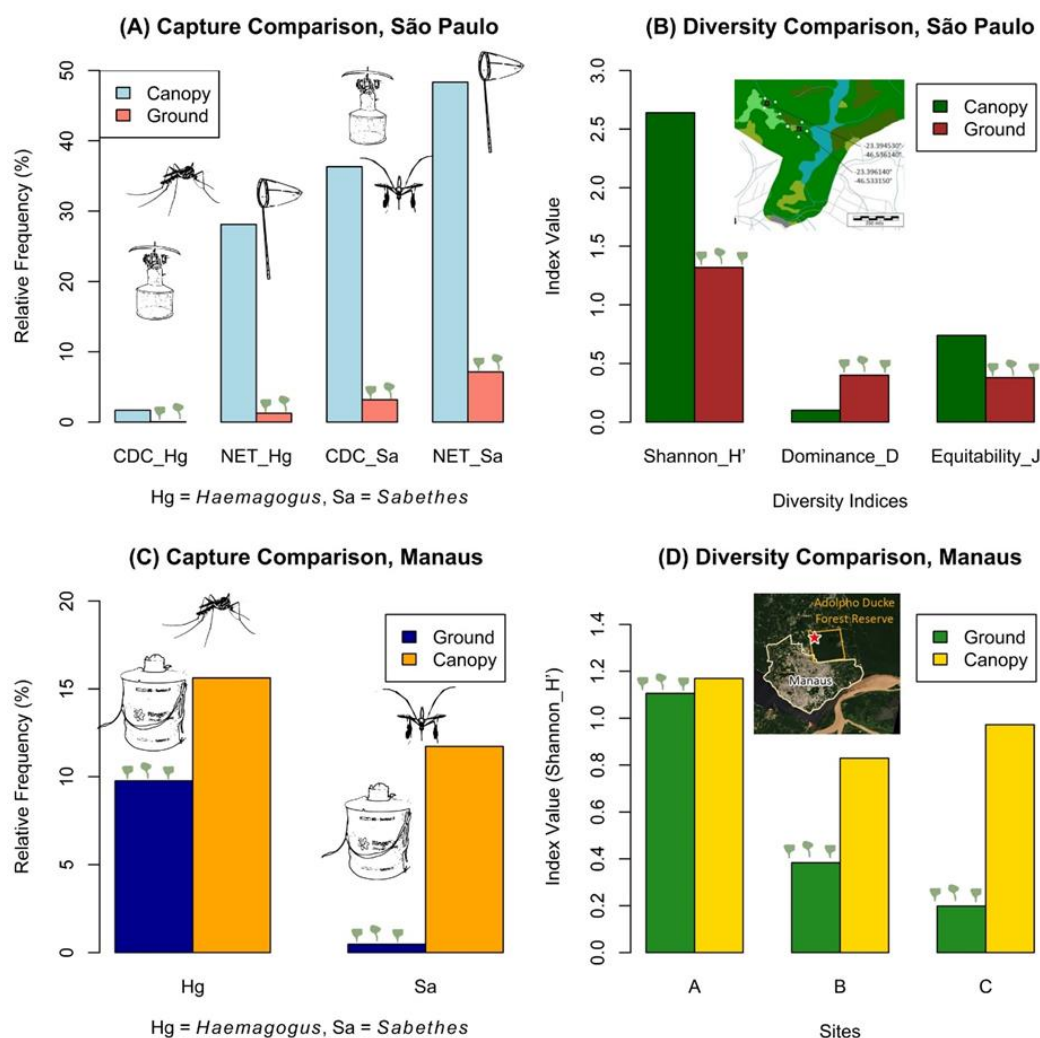 (A) Capture Comparison, São Paulo
Relative Frequency (%)
50
40
30
20
10
0
Canopy
Ground
CDC_Hg NET_Hg CDC_Sa NET_Sa
Hg = Haemagogus, Sa = Sabethes
(B) Diversity Comparison, São Paulo
Index Value
3.0
2.5
2.0
1.5
1.0
0.5
0.0
Canopy
Ground
-23.394530°
-23.396140°
-46.533150°
Shannon_H' Dominance_D Equitability_J
Diversity Indices
(C) Capture Comparison, Manaus
Relative Frequency (%)
20
15
10
5
0
Ground
Canopy
Hg Sa
Hg = Haemagogus, Sa = Sabethes
(D) Diversity Comparison, Manaus
Index Value (Shannon_H')
1.4
1.2
1.0
0.8
0.6
0.4
0.2
0.0
Adolpho Ducke
Forest Reserve
Manaus
Ground
Canopy
A B C
Sites